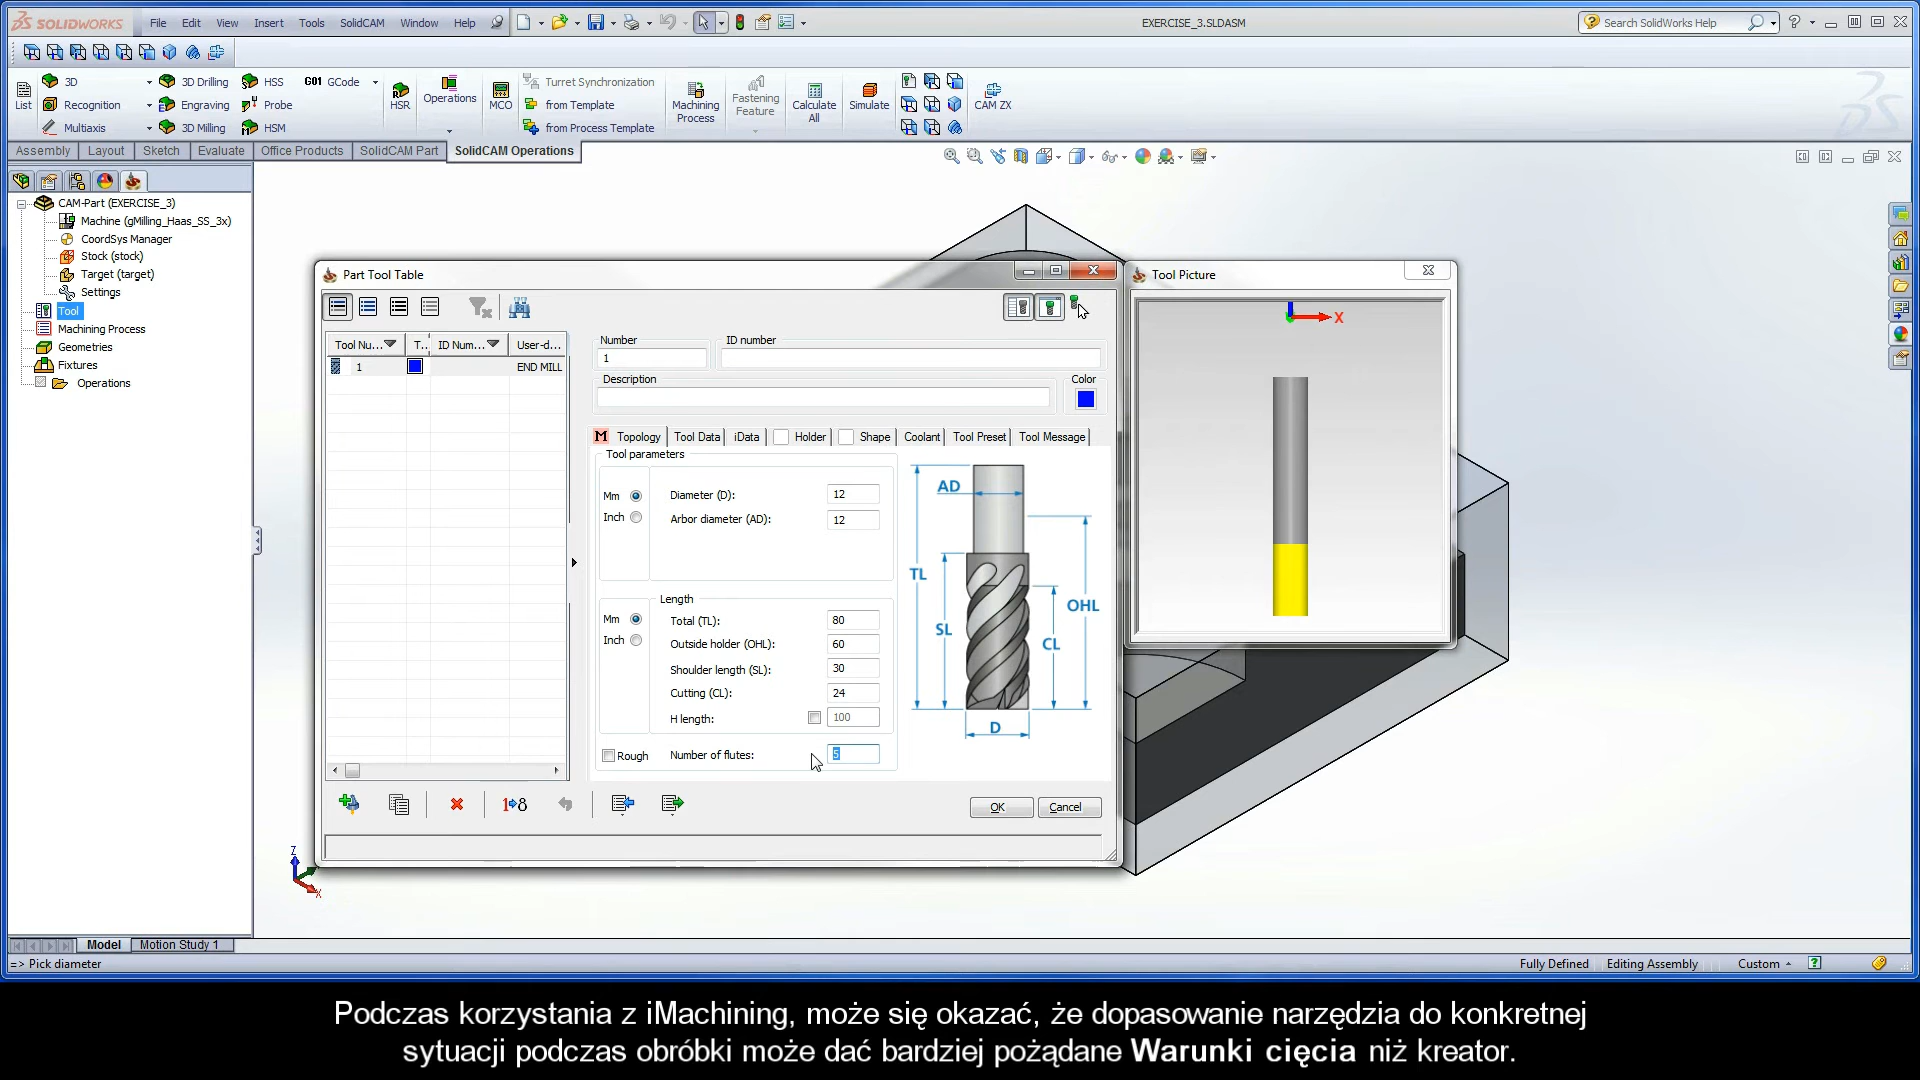 SOLIDWORKS File Edit View Insert Tools SolidCAM Window Help EXERCISE_3.SLDASM Search SolidWorks Help
3D 3D Drilling HSS G01 GCode Turret Synchronization
List Recognition Engraving Probe HSR Operations MCO from Template Machining Process Fastening Feature Calculate All Simulate CAM ZX
Multiaxis 3D Milling HSM from Process Template
Assembly Layout Sketch Evaluate Office Products SolidCAM Part SolidCAM Operations
CAM-Part (EXERCISE_3)
Machine (gMilling_Haas_SS_3x)
CoordSys Manager
Stock (stock)
Target (target)
Settings
Tool
Machining Process
Geometries
Fixtures
Operations
Part Tool Table
Tool Nu... T.. ID Num... User-d...
1 END MILL
Number ID number
1
Description Color
M Topology Tool Data iData Holder Shape Coolant Tool Preset Tool Message
Tool parameters
Mm Diameter (D): 12
Inch Arbor diameter (AD): 12
Length
Mm Total (TL): 80
Inch Outside holder (OHL): 60
Shoulder length (SL): 30
Cutting (CL): 24
H length: 100
Rough Number of flutes: 5
AD
TL
OHL
SL
CL
D
OK Cancel
Tool Picture
X
Z
X
Model Motion Study 1
=> Pick diameter Fully Defined Editing Assembly Custom
Podczas korzystania z iMachining, może się okazać, że dopasowanie narzędzia do konkretnej
sytuacji podczas obróbki może dać bardziej pożądane Warunki cięcia niż kreator.